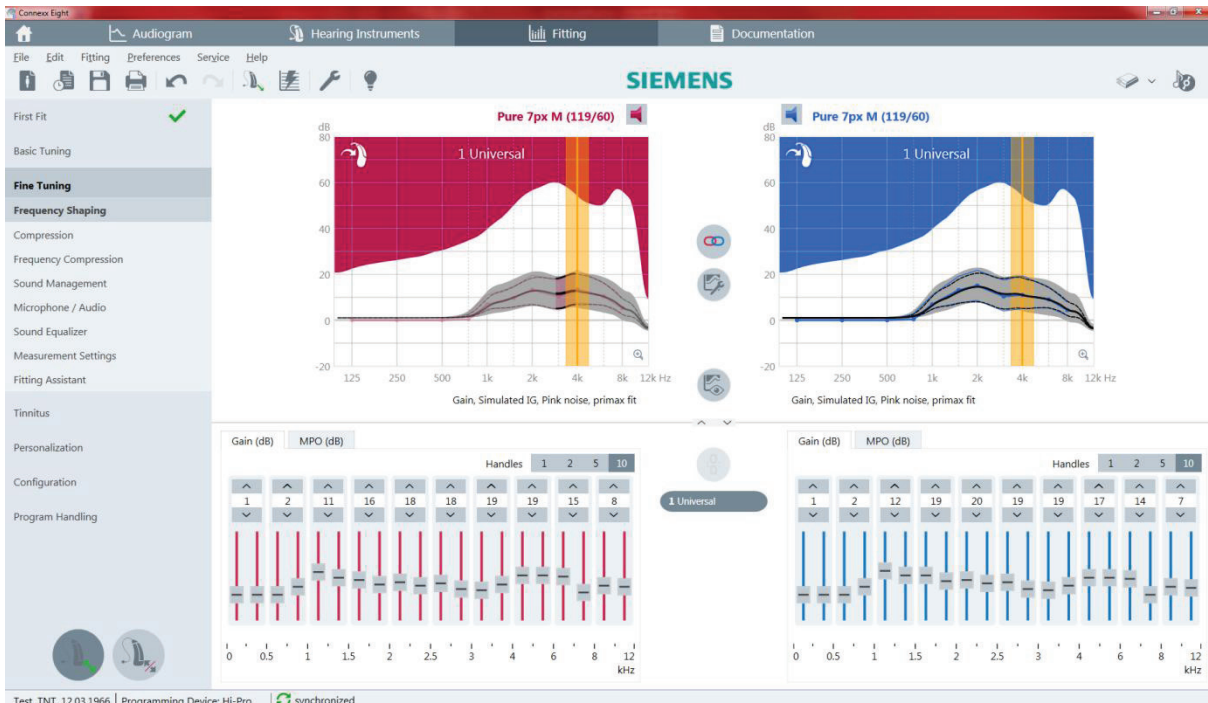 Connexx Eight
Audiogram
Hearing Instruments
Fitting
Documentation
File Edit Fitting Preferences Service Help
SIEMENS
First Fit
Basic Tuning
Fine Tuning
Frequency Shaping
Compression
Frequency Compression
Sound Management
Microphone / Audio
Sound Equalizer
Measurement Settings
Fitting Assistant
Tinnitus
Personalization
Configuration
Program Handling
Pure 7px M (119/60)
dB
80
60
40
20
0
-20
1 Universal
125 250 500 1k 2k 4k 8k 12k Hz
Gain, Simulated IG, Pink noise, primax fit
Pure 7px M (119/60)
dB
80
60
40
20
0
-20
1 Universal
125 250 500 1k 2k 4k 8k 12k Hz
Gain, Simulated IG, Pink noise, primax fit
Gain (dB) MPO (dB)
Handles 1 2 5 10
1 2 11 16 18 18 19 19 15 8
0 0.5 1 1.5 2 2.5 3 4 6 8 12
kHz
1 Universal
Gain (dB) MPO (dB)
Handles 1 2 5 10
1 2 12 19 20 19 19 17 14 7
0 0.5 1 1.5 2 2.5 3 4 6 8 12
kHz
Test, TNT, 12.03.1966 Programming Device: Hi-Pro synchronized